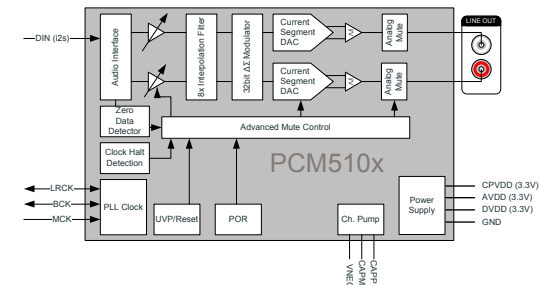 LINE OUT
DIN (i2s)
Audio Interface
8x Interpolation Filter
32bit ΔΣ Modulator
Current
Segment
DAC
I/V
Analog
Mute
Current
Segment
DAC
I/V
Analog
Mute
Zero
Data
Detector
Advanced Mute Control
Clock Halt
Detection
PCM510x
LRCK
BCK
MCK
PLL Clock
UVP/Reset
POR
Ch. Pump
Power
Supply
CPVDD (3.3V)
AVDD (3.3V)
DVDD (3.3V)
GND
CAPM
CAPP